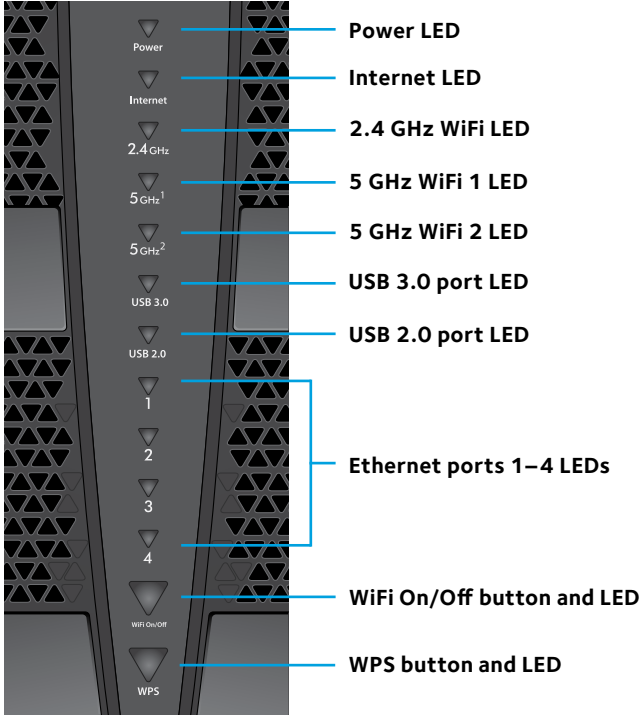 Power
Power LED
Internet
Internet LED
2.4 GHz
2.4 GHz WiFi LED
5 GHz¹
5 GHz WiFi 1 LED
5 GHz²
5 GHz WiFi 2 LED
USB 3.0
USB 3.0 port LED
USB 2.0
USB 2.0 port LED
1
2
3
4
Ethernet ports 1–4 LEDs
WiFi On/Off
WiFi On/Off button and LED
WPS
WPS button and LED